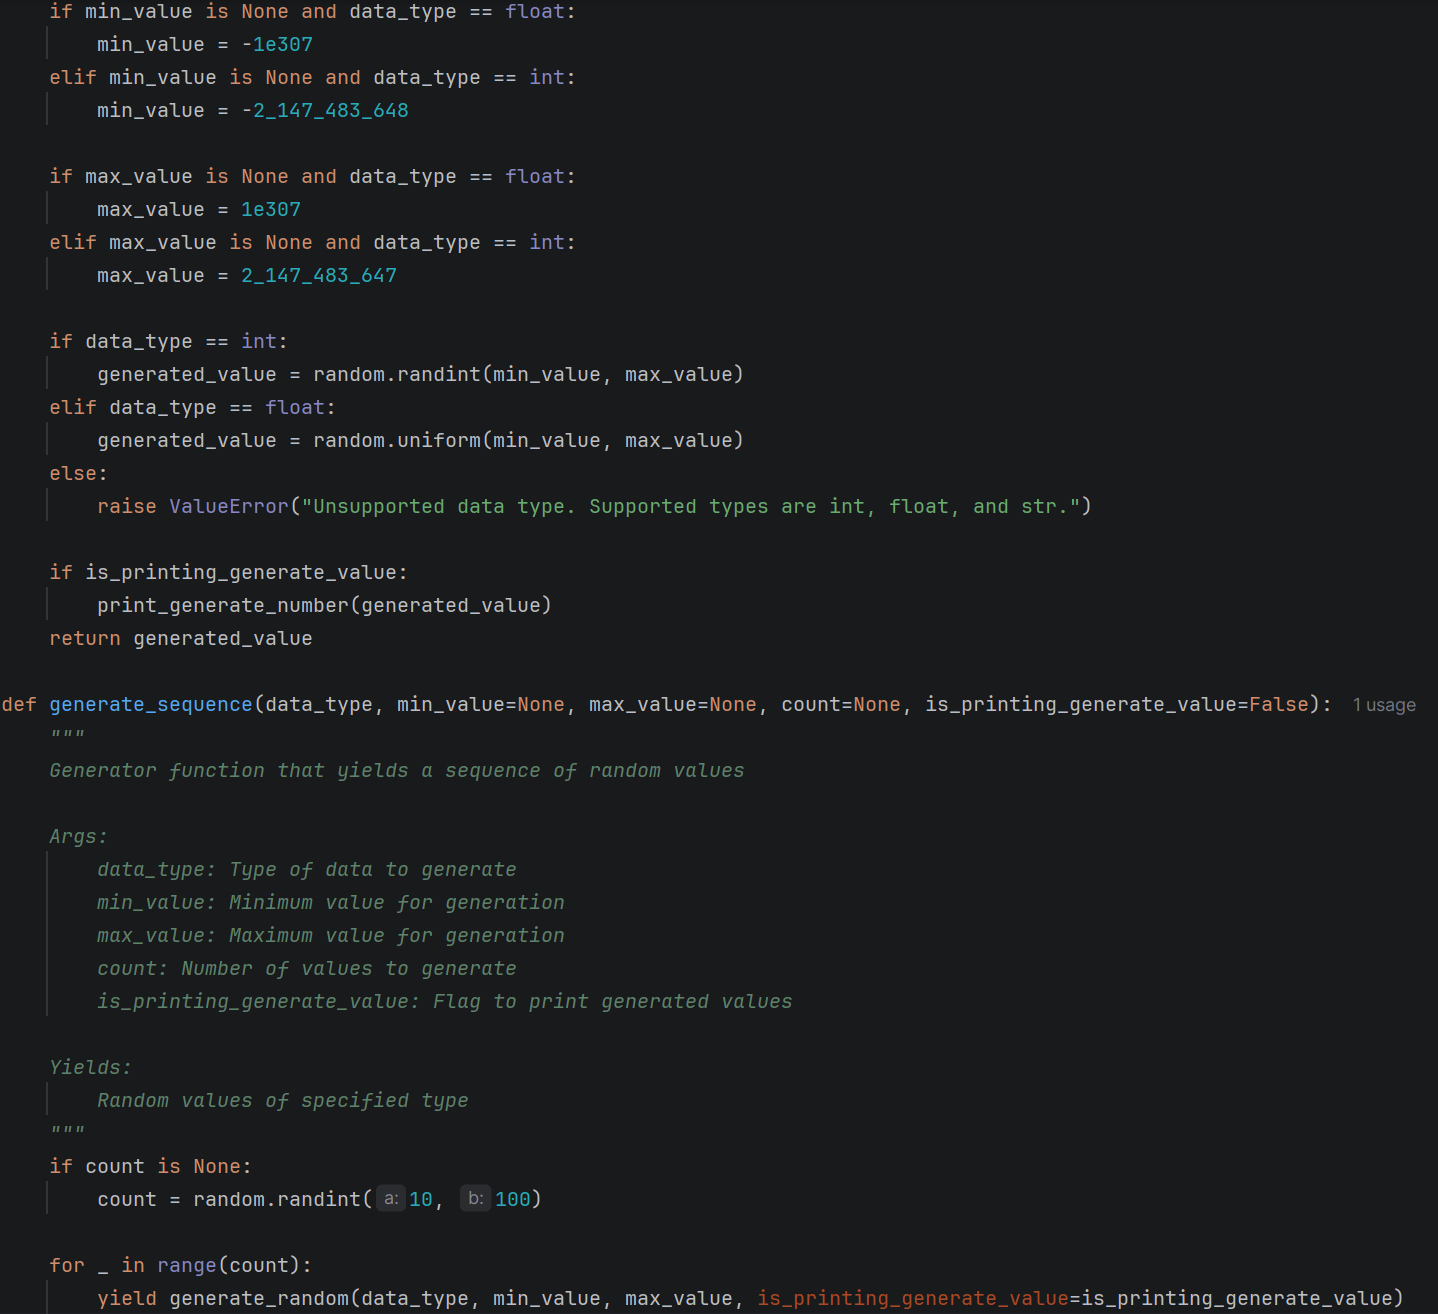 if min_value is None and data_type == float:
min_value = -1e307
elif min_value is None and data_type == int:
min_value = -2_147_483_648
if max_value is None and data_type == float:
max_value = 1e307
elif max_value is None and data_type == int:
max_value = 2_147_483_647
if data_type == int:
generated_value = random.randint(min_value, max_value)
elif data_type == float:
generated_value = random.uniform(min_value, max_value)
else:
raise ValueError("Unsupported data type. Supported types are int, float, and str.")
if is_printing_generate_value:
print_generate_number(generated_value)
return generated_value
def generate_sequence(data_type, min_value=None, max_value=None, count=None, is_printing_generate_value=False): 1 usage
"""
Generator function that yields a sequence of random values
Args:
data_type: Type of data to generate
min_value: Minimum value for generation
max_value: Maximum value for generation
count: Number of values to generate
is_printing_generate_value: Flag to print generated values
Yields:
Random values of specified type
"""
if count is None:
count = random.randint(a: 10, b: 100)
for _ in range(count):
yield generate_random(data_type, min_value, max_value, is_printing_generate_value=is_printing_generate_value)